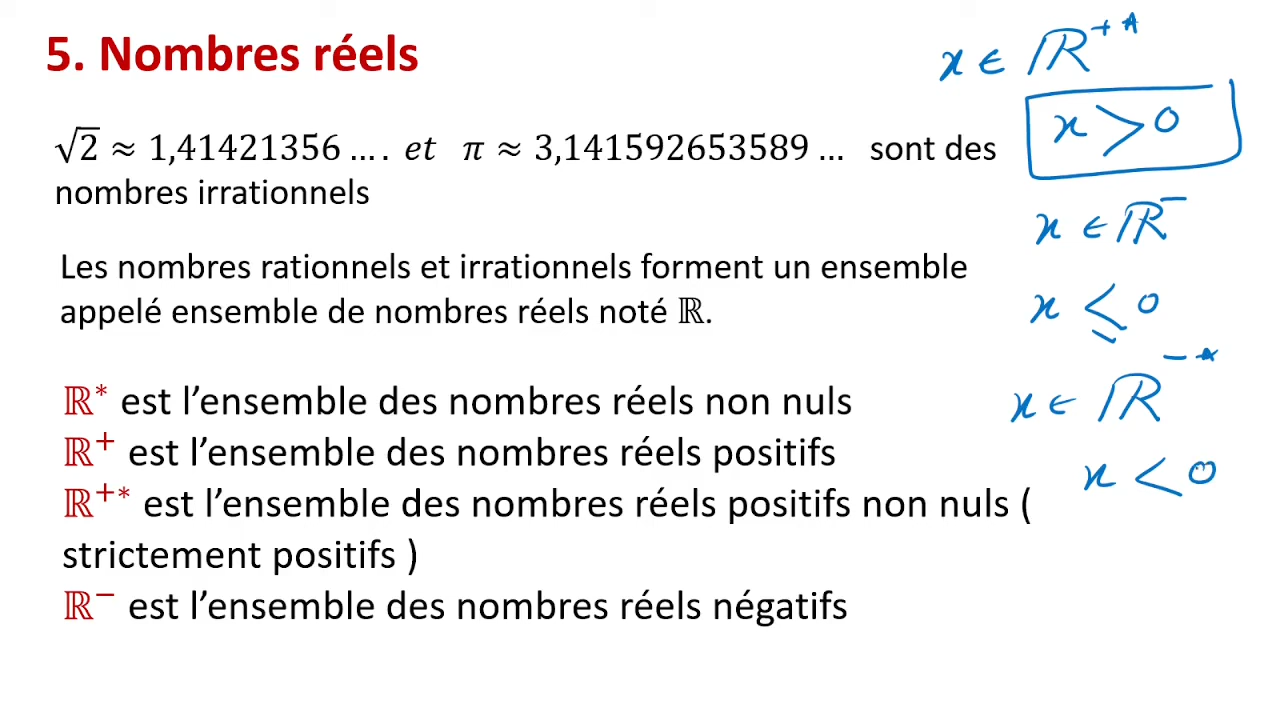 5. Nombres réels
√2 ≈ 1,41421356 .... et π ≈ 3,141592653589 ... sont des
nombres irrationnels
Les nombres rationnels et irrationnels forment un ensemble
appelé ensemble de nombres réels noté ℝ.
ℝ* est l’ensemble des nombres réels non nuls
ℝ⁺ est l’ensemble des nombres réels positifs
ℝ⁺* est l’ensemble des nombres réels positifs non nuls (
strictement positifs )
ℝ⁻ est l’ensemble des nombres réels négatifs
x ∈ ℝ⁺*
x > 0
x ∈ ℝ⁻
x ≤ 0
x ∈ ℝ⁻*
x < 0